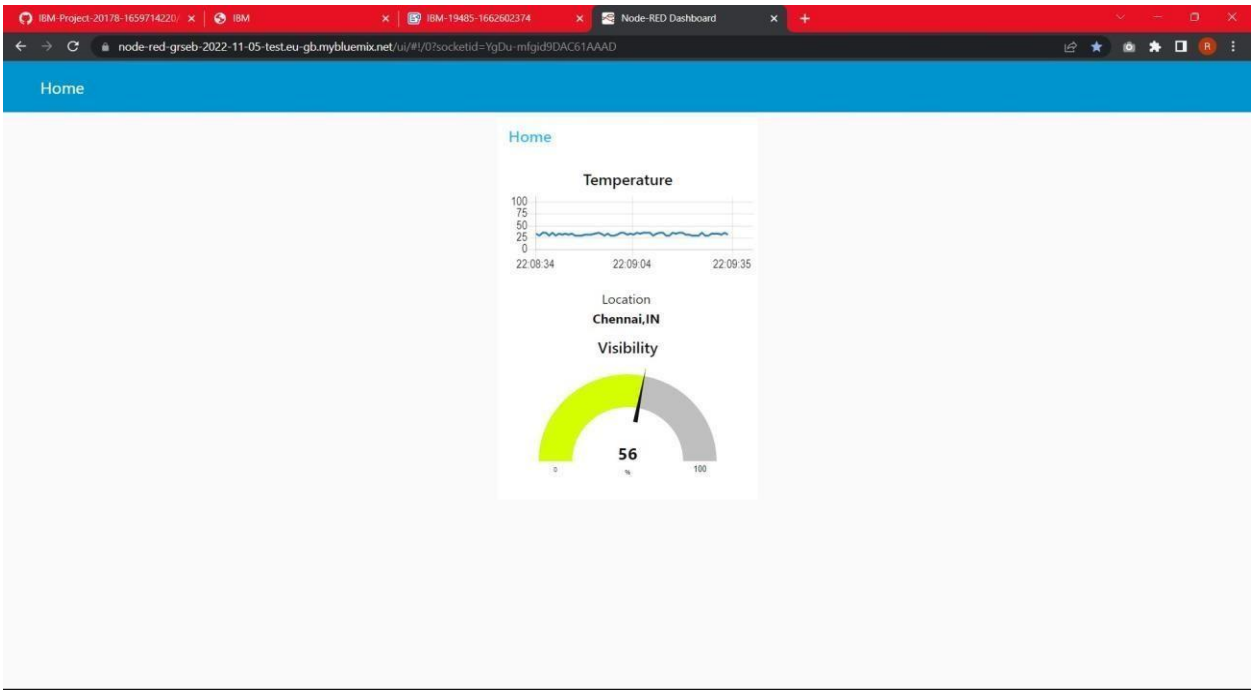 IBM-Project-20178-1659714220/
IBM
IBM-19485-1662602374
Node-RED Dashboard
node-red-grseb-2022-11-05-test.eu-gb.mybluemix.net/ui/#!/0?socketid=YgDu-mfgid9DAC61AAAD
R
Home
Home
Temperature
100
75
50
25
0
22:08:34 22:09:04 22:09:35
Location
Chennai,IN
Visibility
56
0 % 100